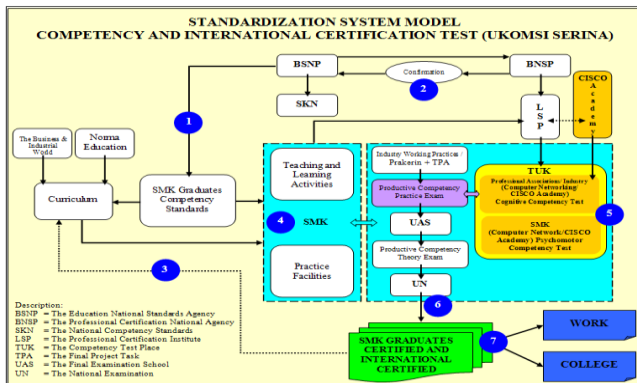 STANDARDIZATION SYSTEM MODEL
COMPETENCY AND INTERNATIONAL CERTIFICATION TEST (UKOMSI SERINA)
BSNP
Confirmation
BNSP
CISCO
Academy
2
SKN
LSP
1
The Business &
Industrial
World
Norma
Education
Curriculum
SMK Graduates
Competency
Standards
Teaching and
Learning
Activities
4
SMK
Practice
Facilities
Industry Working Practices /
Prakerin + TPA
Productive Competency
Practice Exam
UAS
Productive Competency
Theory Exam
UN
TUK
Professional Association/ Industry
(Computer Networking/
CISCO Academy)
Cognitive Competency Test
5
SMK
(Computer Network/CISCO
Academy) Psychomotor
Competency Test
3
6
Description:
BSNP = The Education National Standards Agency
BNSP = The Professional Certification National Agency
SKN = The National Competency Standards
LSP = The Professional Certification Institute
TUK = The Competency Test Place
TPA = The Final Project Task
UAS = The Final Examination School
UN = The National Examination
SMK GRADUATES
CERTIFIED AND
INTERNATIONAL
CERTIFIED
7
WORK
COLLEGE